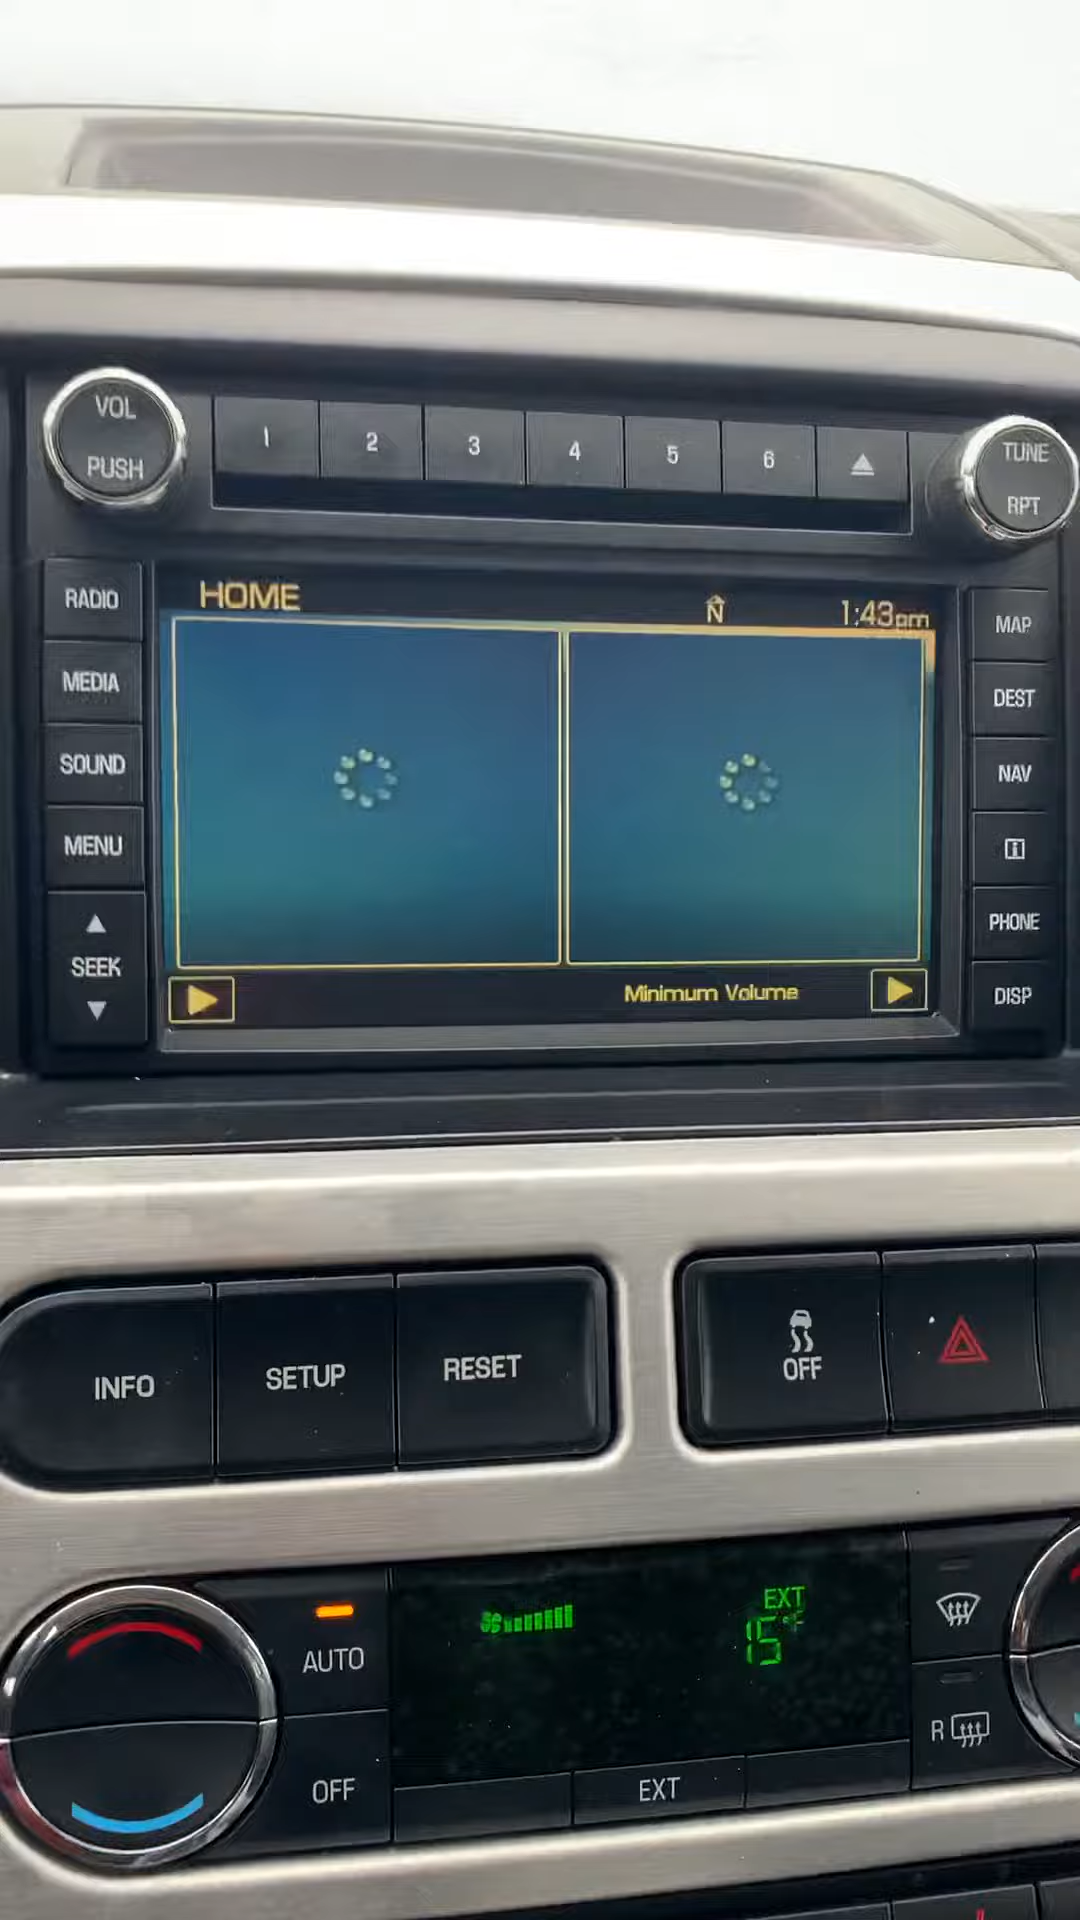 VOL
PUSH
1
2
3
4
5
6
TUNE
RPT
RADIO
MEDIA
SOUND
MENU
SEEK
HOME
N
1:43pm
Minimum Volume
MAP
DEST
NAV
i
PHONE
DISP
INFO
SETUP
RESET
OFF
AUTO
OFF
EXT
15°F
EXT
R